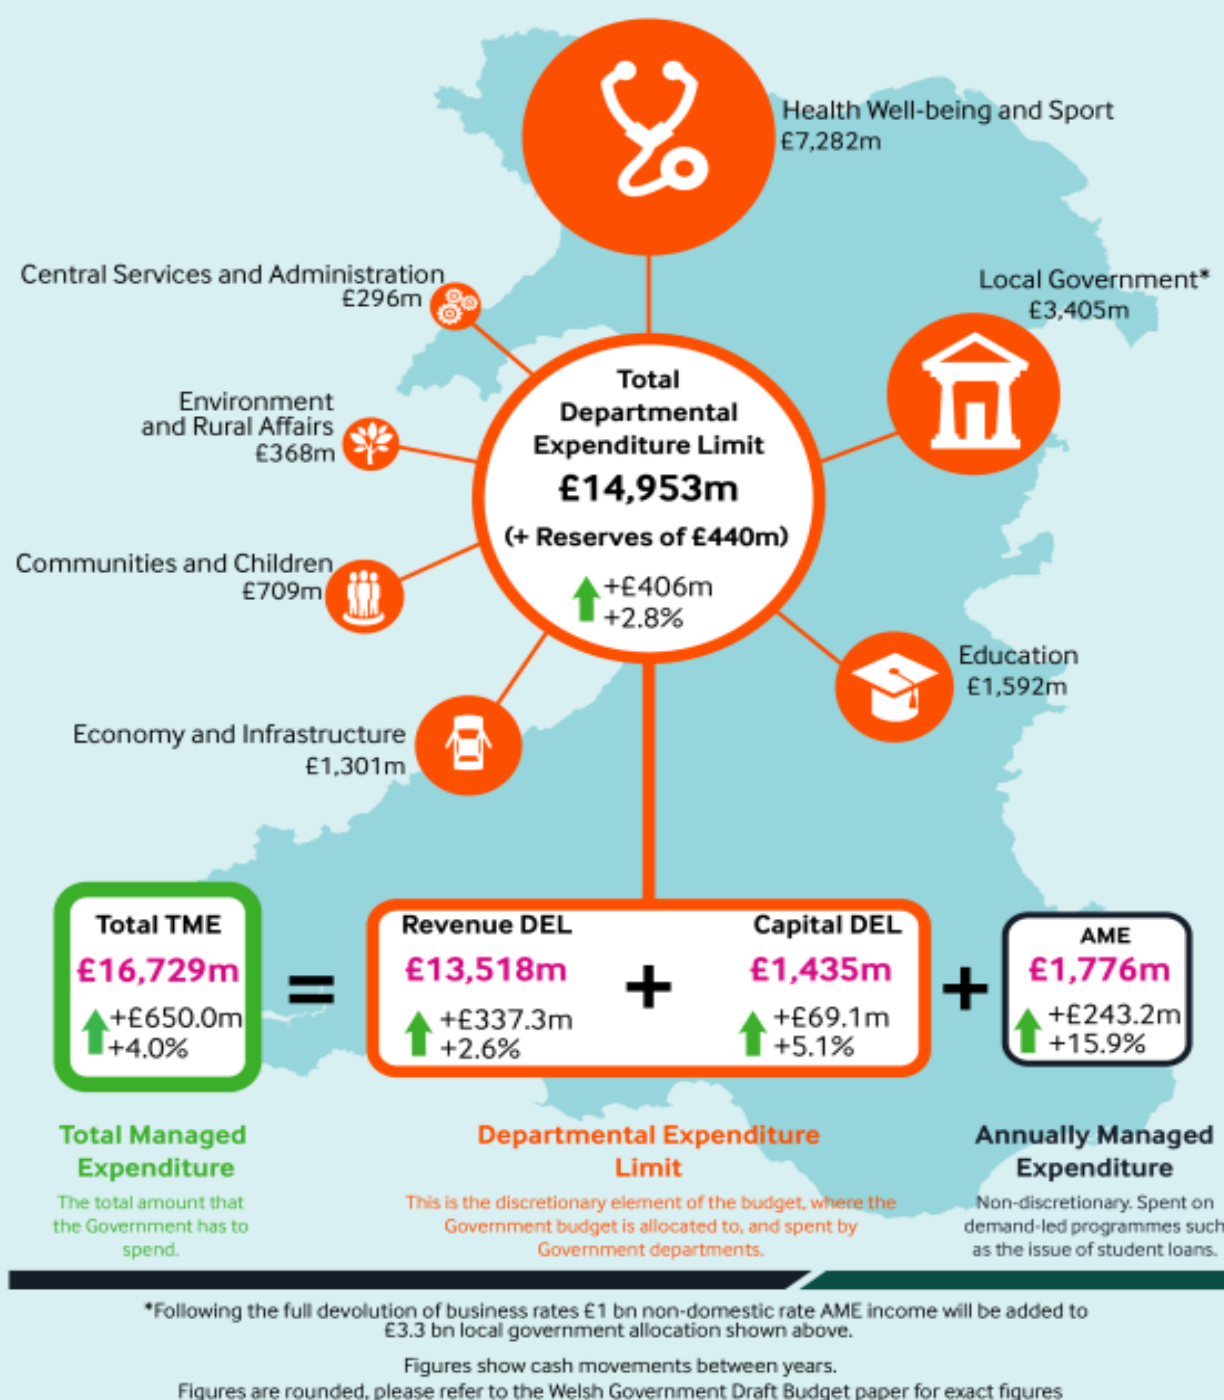 Health Well-being and Sport
£7,282m
Central Services and Administration
£296m
Local Government*
£3,405m
Environment
and Rural Affairs
£368m
Total
Departmental
Expenditure Limit
£14,953m
(+ Reserves of £440m)
+£406m
+2.8%
Communities and Children
£709m
Education
£1,592m
Economy and Infrastructure
£1,301m
Total TME
£16,729m
+£650.0m
+4.0%
=
Revenue DEL
£13,518m
+£337.3m
+2.6%
+
Capital DEL
£1,435m
+£69.1m
+5.1%
+
AME
£1,776m
+£243.2m
+15.9%
Total Managed
Expenditure
The total amount that
the Government has to
spend.
Departmental Expenditure
Limit
This is the discretionary element of the budget, where the
Government budget is allocated to, and spent by
Government departments.
Annually Managed
Expenditure
Non-discretionary. Spent on
demand-led programmes such
as the issue of student loans.
*Following the full devolution of business rates £1 bn non-domestic rate AME income will be added to
£3.3 bn local government allocation shown above.
Figures show cash movements between years.
Figures are rounded, please refer to the Welsh Government Draft Budget paper for exact figures